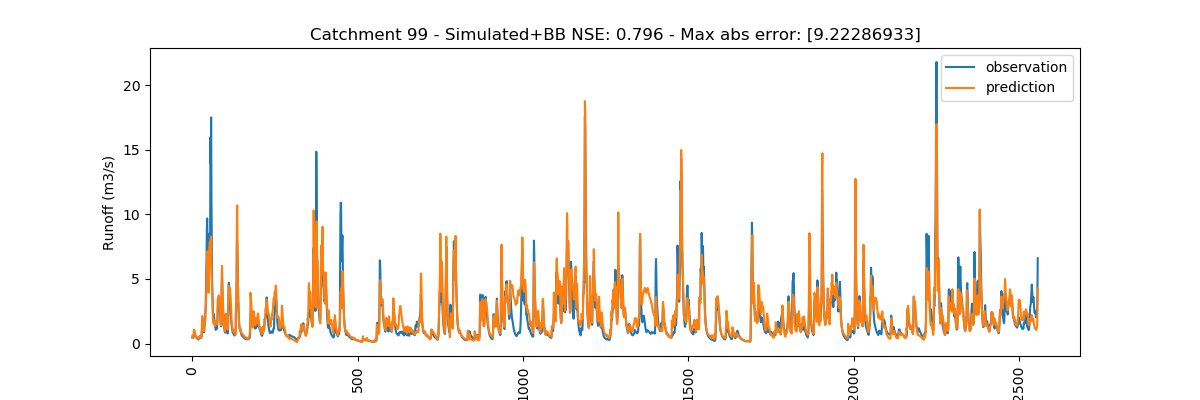 Catchment 99 - Simulated+BB NSE: 0.796 - Max abs error: [9.22286933]
observation
prediction
Runoff (m3/s)
20
15
10
5
0
0
500
1000
1500
2000
2500